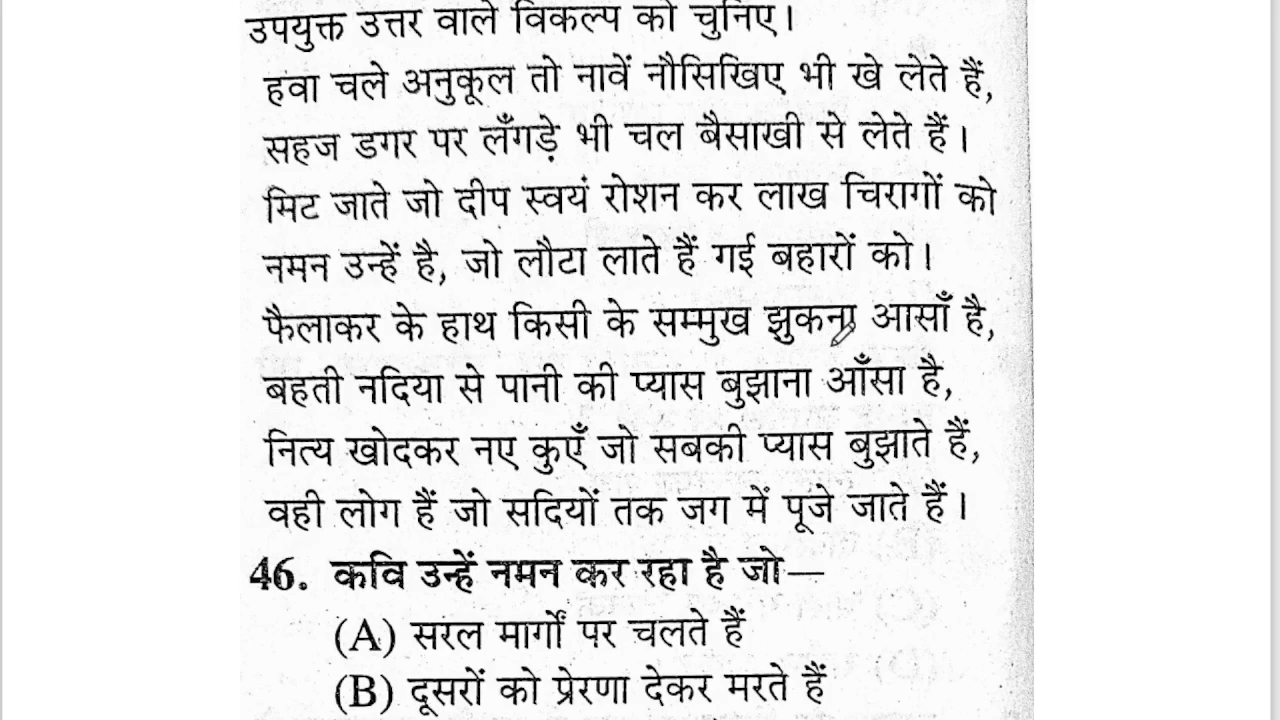 उपयुक्त उत्तर वाले विकल्प को चुनिए।
हवा चले अनुकूल तो नावें नौसिखिए भी खे लेते हैं,
सहज डगर पर लँगड़े भी चल बैसाखी से लेते हैं।
मिट जाते जो दीप स्वयं रोशन कर लाख चिरागों को
नमन उन्हें है, जो लौटा लाते हैं गई बहारों को।
फैलाकर के हाथ किसी के सम्मुख झुकना आसाँ है,
बहती नदिया से पानी की प्यास बुझाना आँसा है,
नित्य खोदकर नए कुएँ जो सबकी प्यास बुझाते हैं,
वही लोग हैं जो सदियों तक जग में पूजे जाते हैं।
46. कवि उन्हें नमन कर रहा है जो—
(A) सरल मार्गों पर चलते हैं
(B) दूसरों को प्रेरणा देकर मरते हैं